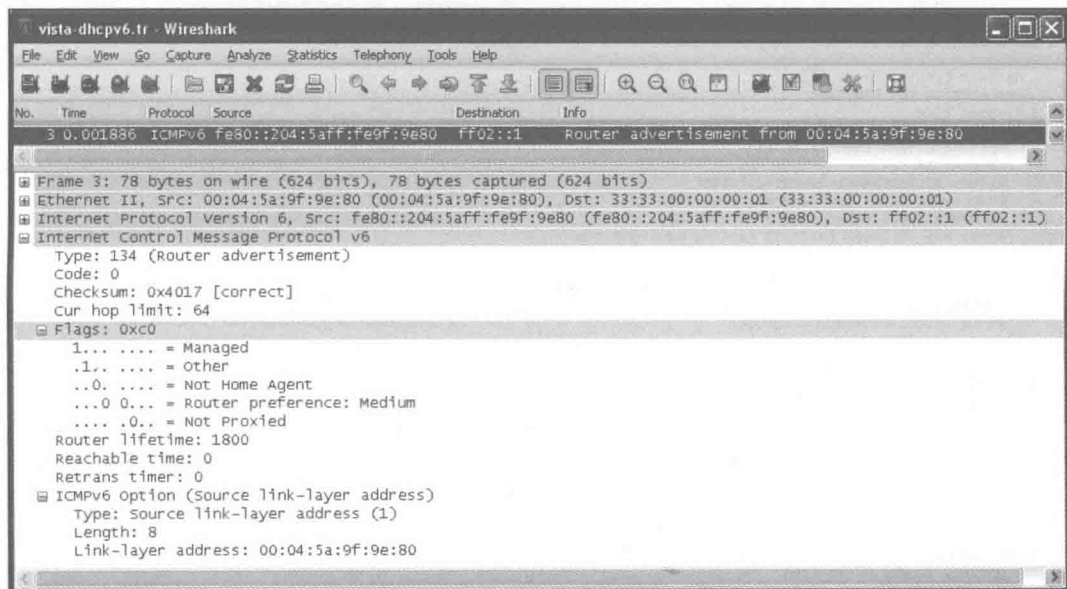 vista-dhcpv6.tr - Wireshark
File Edit View Go Capture Analyze Statistics Telephony Tools Help
No. Time Protocol Source Destination Info
3 0.001886 ICMPv6 fe80::204:5aff:fe9f:9e80 ff02::1 Router advertisement from 00:04:5a:9f:9e:80
Frame 3: 78 bytes on wire (624 bits), 78 bytes captured (624 bits)
Ethernet II, Src: 00:04:5a:9f:9e:80 (00:04:5a:9f:9e:80), Dst: 33:33:00:00:00:01 (33:33:00:00:00:01)
Internet Protocol Version 6, Src: fe80::204:5aff:fe9f:9e80 (fe80::204:5aff:fe9f:9e80), Dst: ff02::1 (ff02::1)
Internet Control Message Protocol v6
Type: 134 (Router advertisement)
Code: 0
Checksum: 0x4017 [correct]
Cur hop limit: 64
Flags: 0xc0
1... .... = Managed
.1.. .... = Other
..0. .... = Not Home Agent
...0 0... = Router preference: Medium
.... .0.. = Not Proxied
Router lifetime: 1800
Reachable time: 0
Retrans timer: 0
ICMPv6 Option (Source link-layer address)
Type: Source link-layer address (1)
Length: 8
Link-layer address: 00:04:5a:9f:9e:80